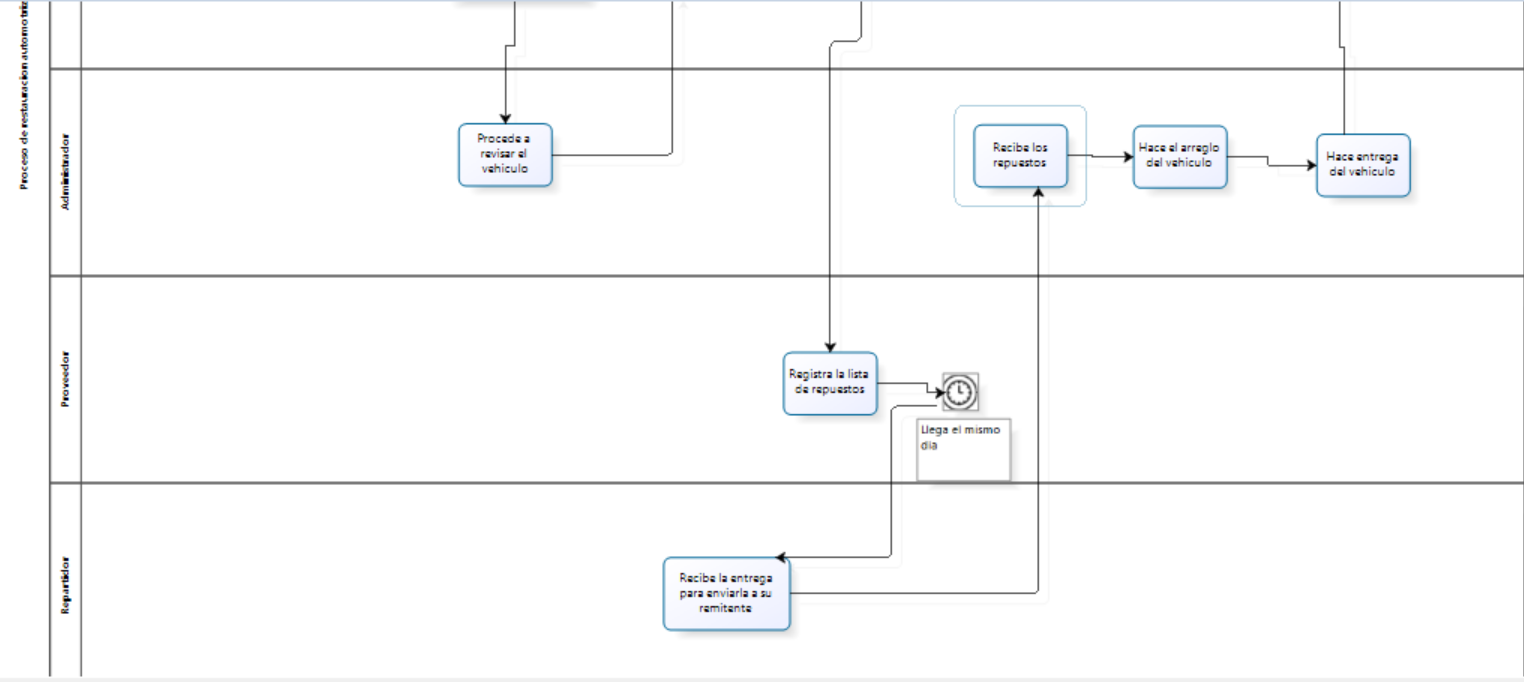 Proceso de restauracion automotriz
Administrador
Procede a
revisar el
vehiculo
Recibe los
repuestos
Hace el arreglo
del vehiculo
Hace entrega
del vehiculo
Proveedor
Registra la lista
de repuestos
Llega el mismo
dia
Repartidor
Recibe la entrega
para enviarla a su
remitente